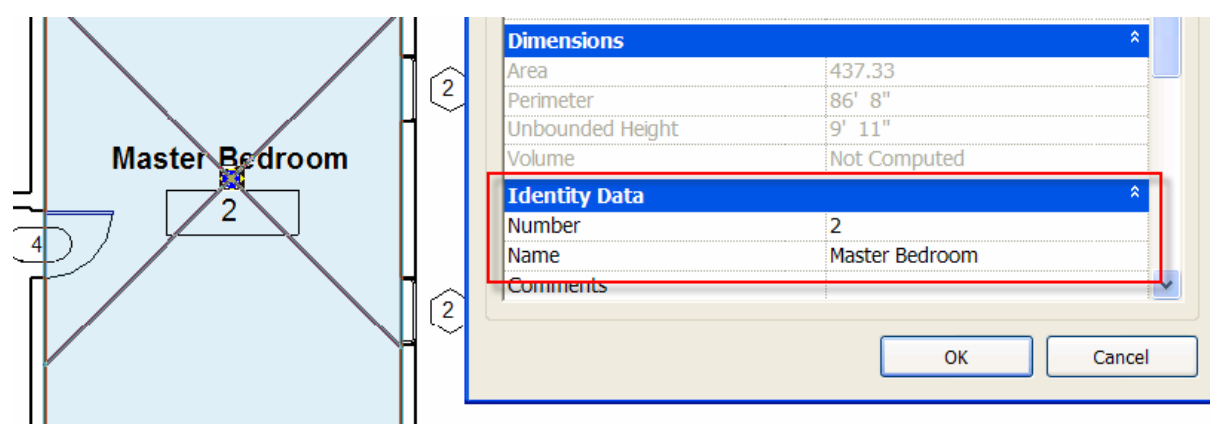 Master Bedroom
2
4
2
2
Dimensions
Area 437.33
Perimeter 86' 8"
Unbounded Height 9' 11"
Volume Not Computed
Identity Data
Number 2
Name Master Bedroom
Comments
OK Cancel